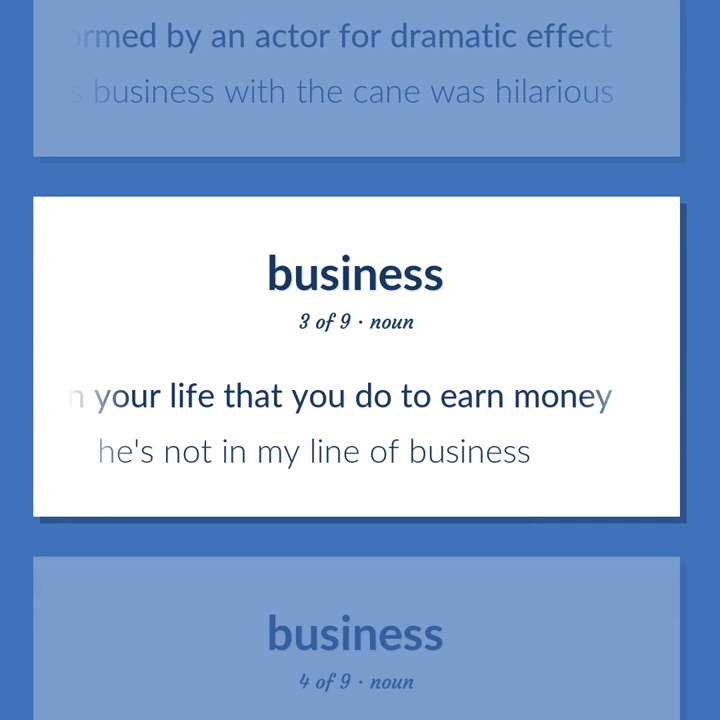 by an actor for dramatic effect
business with the cane was hilarious
business
3 of 9 · noun
your life that you do to earn money
he's not in my line of business
business
4 of 9 · noun